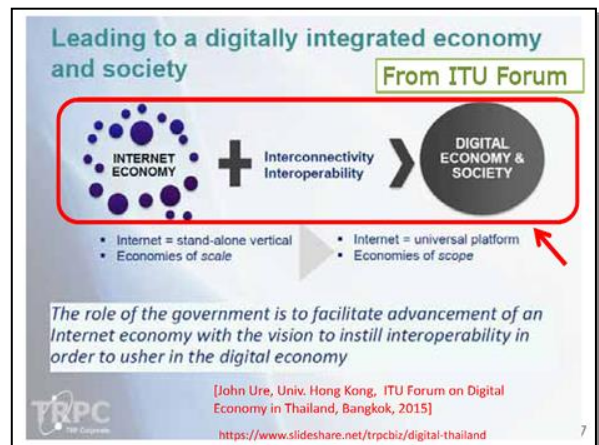 Leading to a digitally integrated economy
and society
From ITU Forum
INTERNET
ECONOMY
Interconnectivity
Interoperability
DIGITAL
ECONOMY &
SOCIETY
• Internet = stand-alone vertical
• Economies of scale
• Internet = universal platform
• Economies of scope
The role of the government is to facilitate advancement of an
Internet economy with the vision to instill interoperability in
order to usher in the digital economy
[John Ure, Univ. Hong Kong, ITU Forum on Digital
Economy in Thailand, Bangkok, 2015]
TRPC
https://www.slideshare.net/trpcbiz/digital-thailand
7